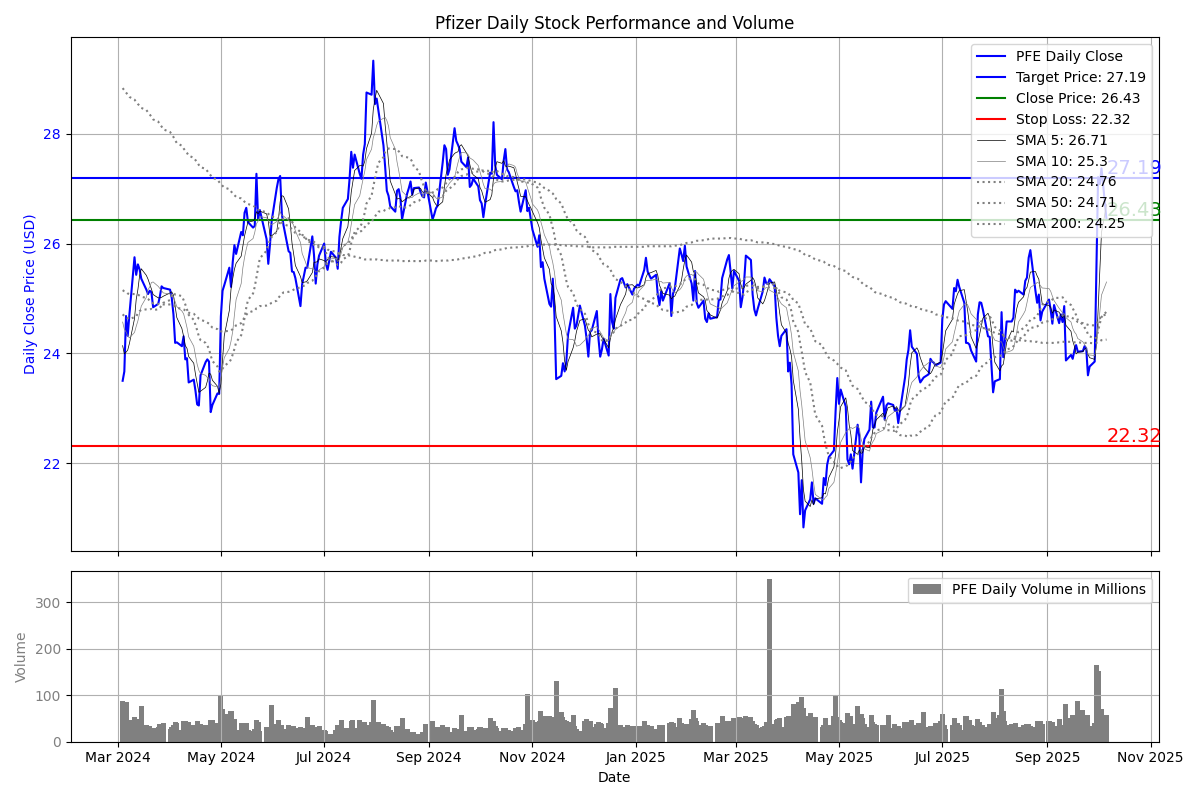 Pfizer Daily Stock Performance and Volume
Daily Close Price (USD)
28
26
24
22
PFE Daily Close
Target Price: 27.19
Close Price: 26.43
Stop Loss: 22.32
SMA 5: 26.71
SMA 10: 25.3
SMA 20: 24.76
SMA 50: 24.71
SMA 200: 24.25
27.19
26.43
22.32
Volume
300
200
100
0
PFE Daily Volume in Millions
Mar 2024 May 2024 Jul 2024 Sep 2024 Nov 2024 Jan 2025 Mar 2025 May 2025 Jul 2025 Sep 2025 Nov 2025
Date